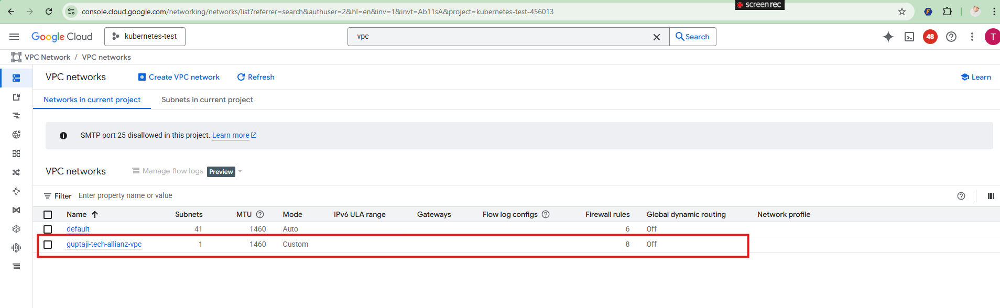 console.cloud.google.com/networking/networks/list?referrer=search&authuser=2&hl=en&inv=1&invt=Ab11sA&project=kubernetes-test-456013
screenrec
Google Cloud kubernetes-test vpc Search 48 T
VPC Network / VPC networks
VPC networks Create VPC network Refresh Learn
Networks in current project Subnets in current project
SMTP port 25 disallowed in this project. Learn more
VPC networks Manage flow logs Preview
Filter Enter property name or value
Name Subnets MTU Mode IPv6 ULA range Gateways Flow log configs Firewall rules Global dynamic routing Network profile
default 41 1460 Auto 6 Off
guptaji-tech-allianz-vpc 1 1460 Custom 8 Off